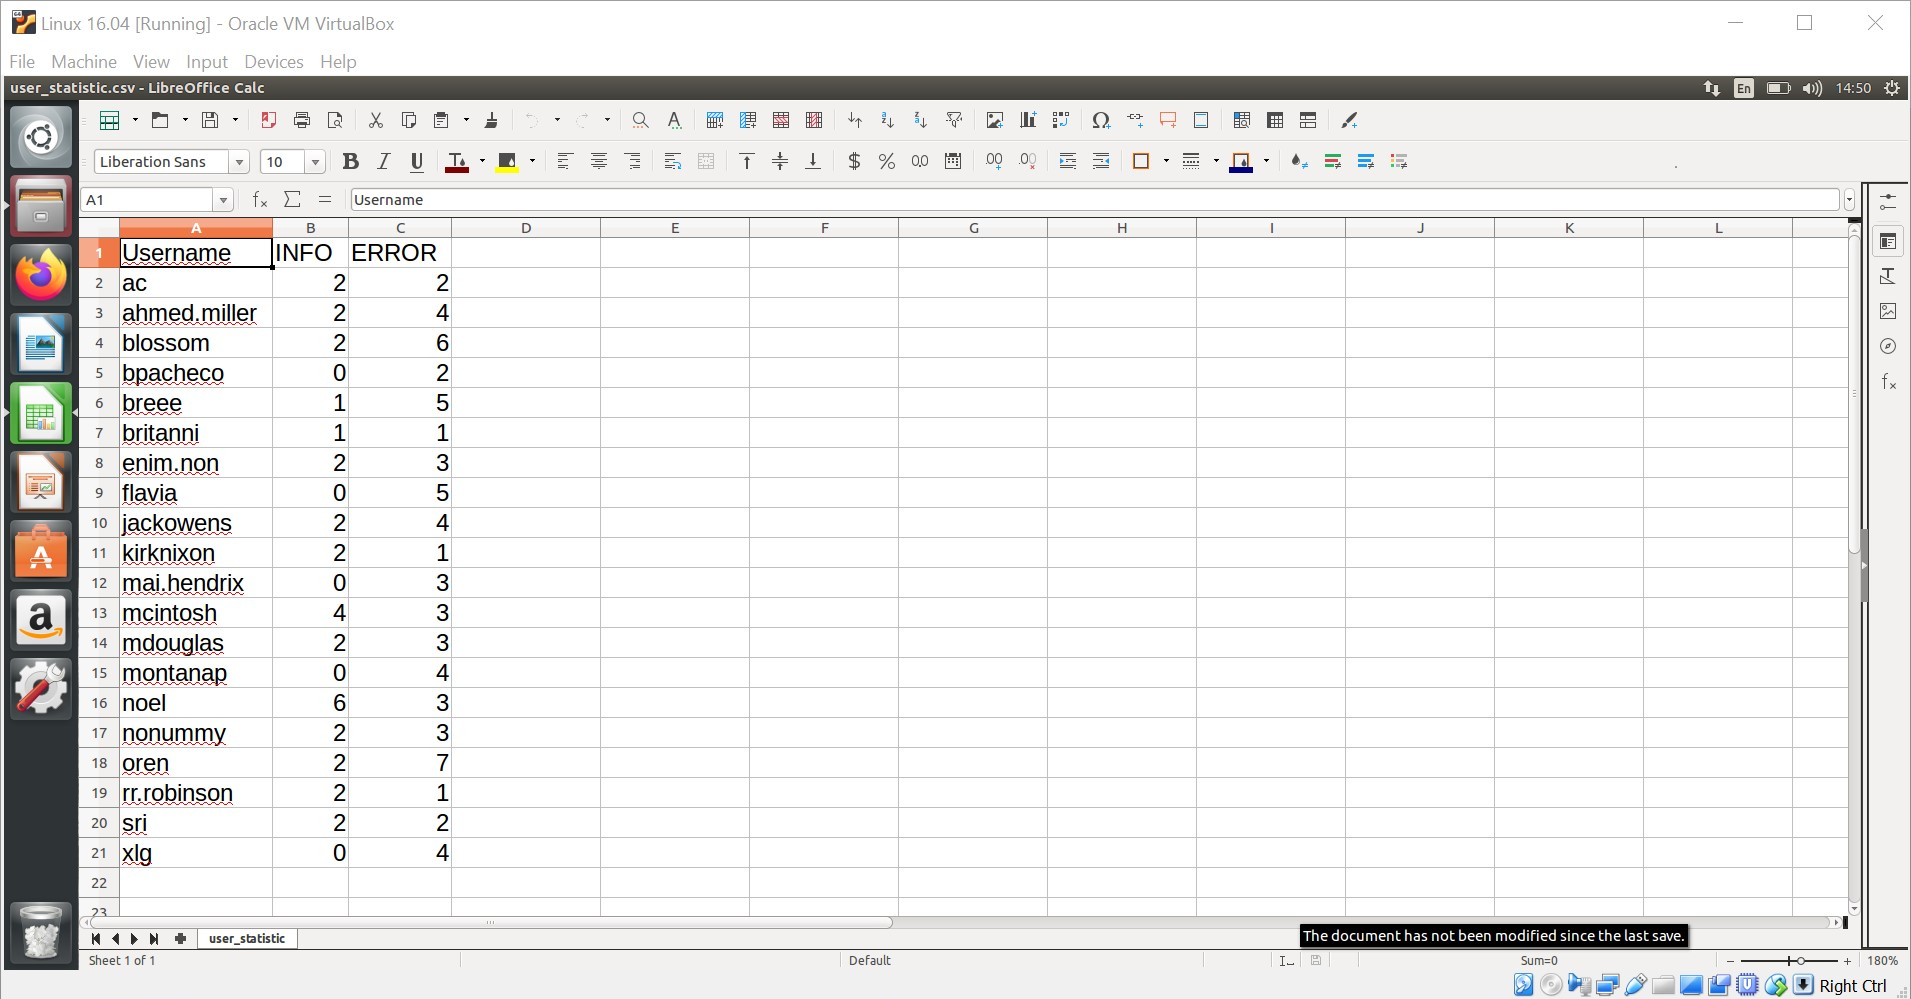 Linux 16.04 [Running] - Oracle VM VirtualBox
File Machine View Input Devices Help
user_statistic.csv - LibreOffice Calc En 14:50
Liberation Sans 10
A1 Username
A B C D E F G H I J K L
1 Username INFO ERROR
2 ac 2 2
3 ahmed.miller 2 4
4 blossom 2 6
5 bpacheco 0 2
6 breee 1 5
7 britanni 1 1
8 enim.non 2 3
9 flavia 0 5
10 jackowens 2 4
11 kirknixon 2 1
12 mai.hendrix 0 3
13 mcintosh 4 3
14 mdouglas 2 3
15 montanap 0 4
16 noel 6 3
17 nonummy 2 3
18 oren 2 7
19 rr.robinson 2 1
20 sri 2 2
21 xlg 0 4
22
23
user_statistic
The document has not been modified since the last save.
Sheet 1 of 1 Default Sum=0 180%
Right Ctrl